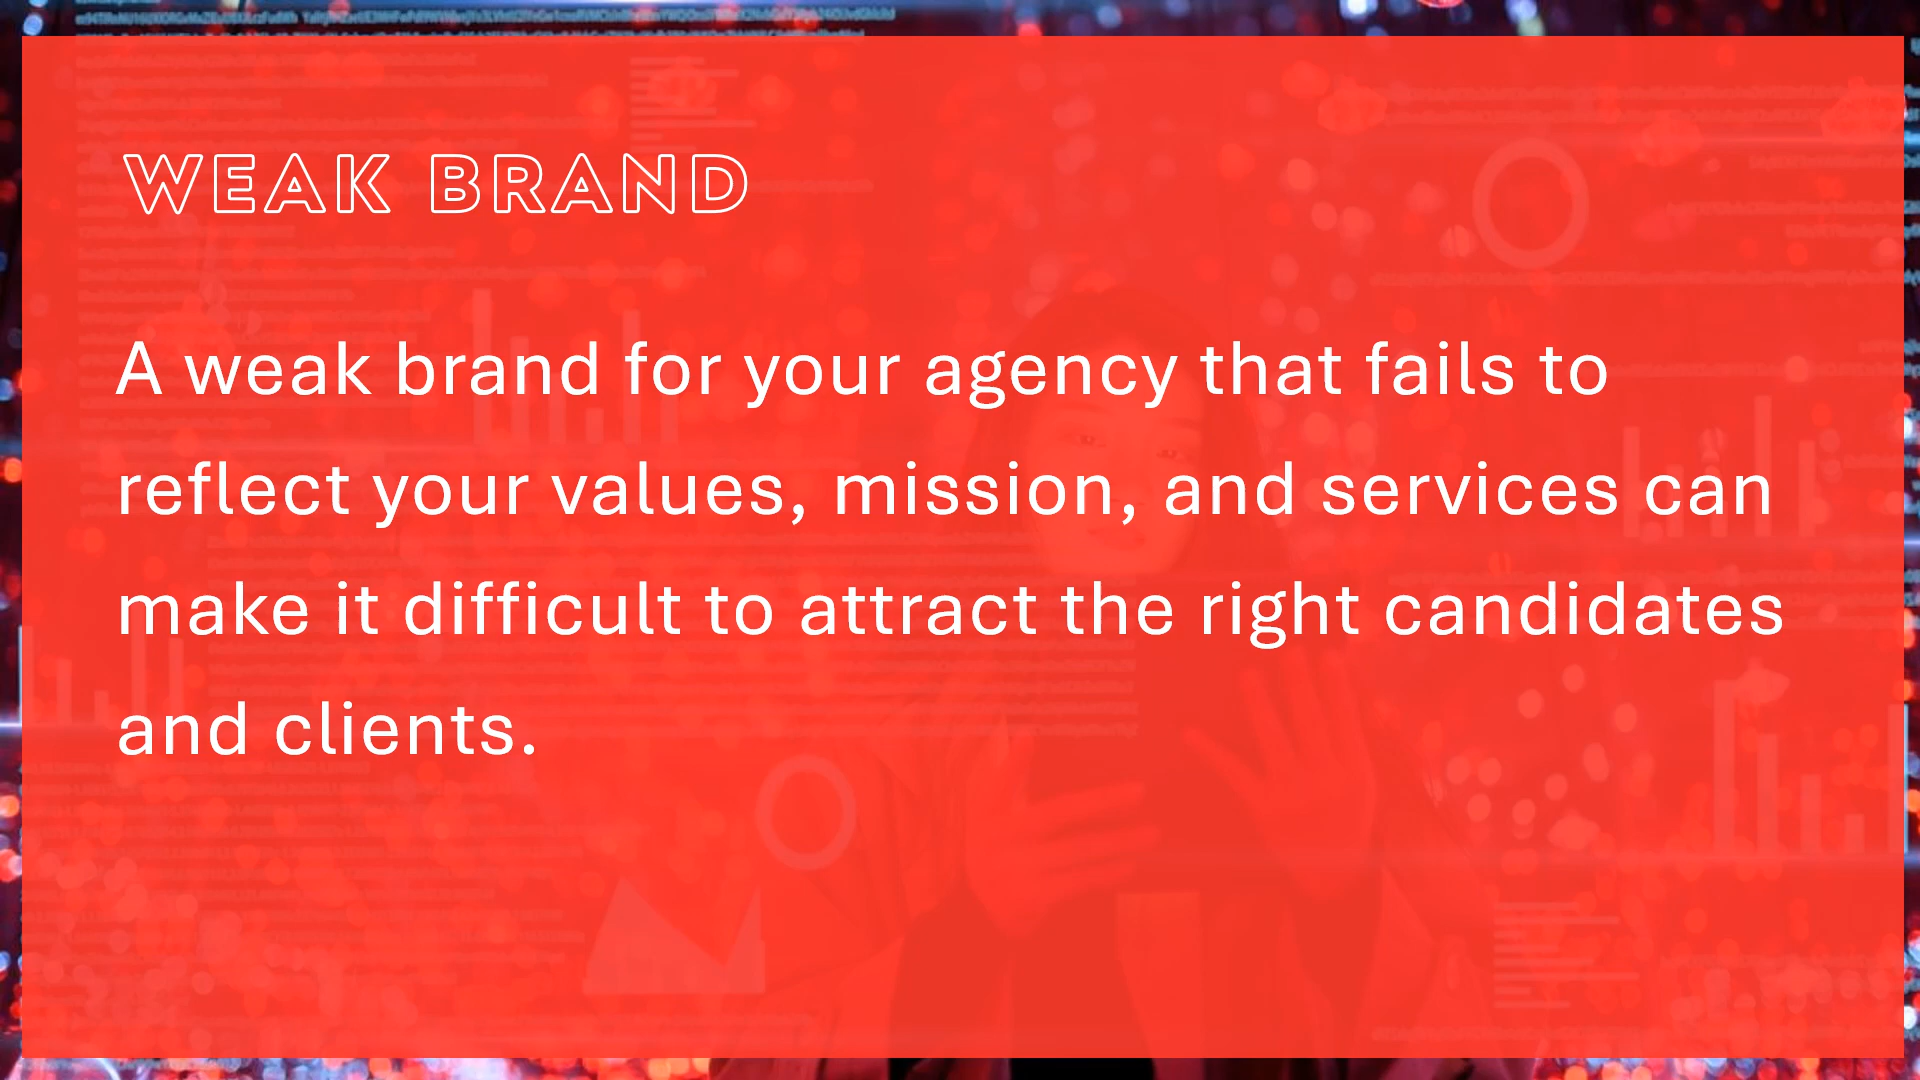 WEAK BRAND
A weak brand for your agency that fails to
reflect your values, mission, and services can
make it difficult to attract the right candidates
and clients.